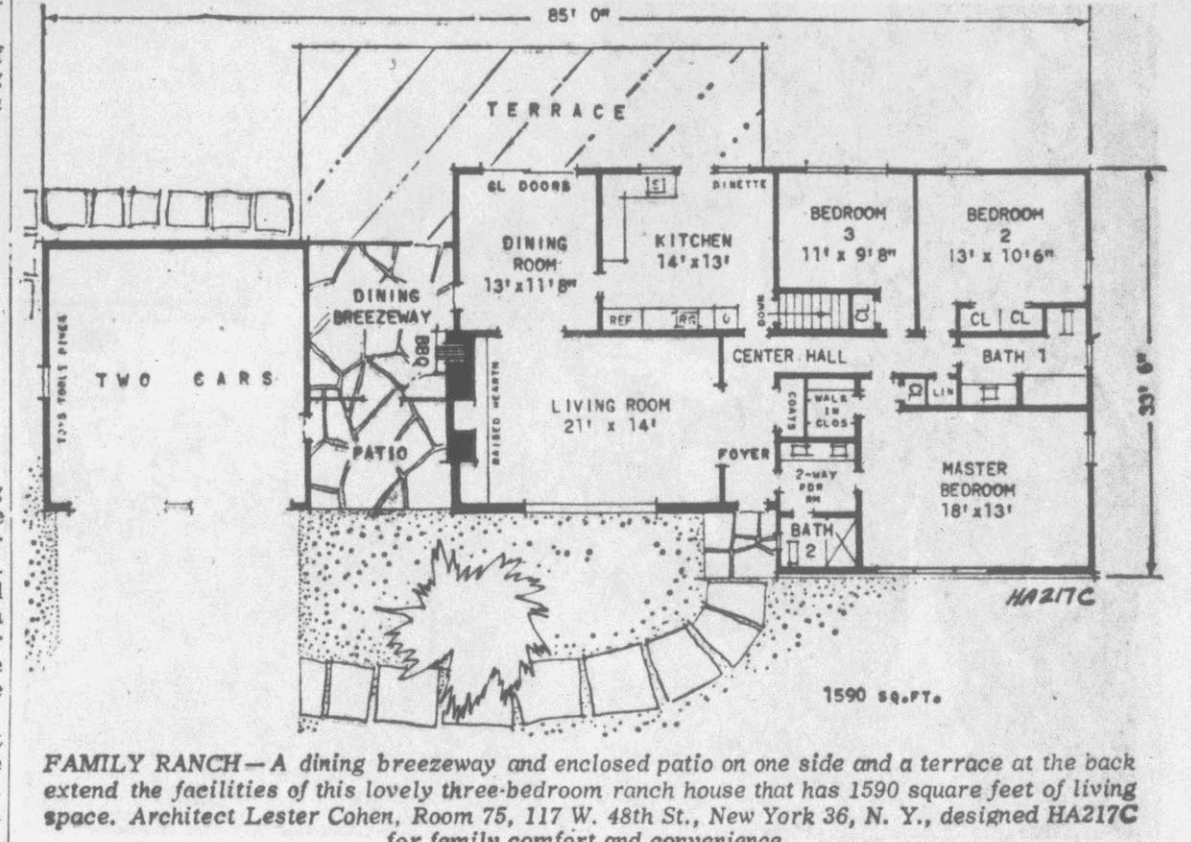 85' 0"
TERRACE
GL DOORS
S
DINETTE
DINING
ROOM
13' x 11'8"
KITCHEN
14' x 13'
BEDROOM
3
11' x 9'8"
BEDROOM
2
13' x 10'6"
DINING
BREEZEWAY
BBQ
REF
O
DOWN
CL
CL CL
TWO CARS
CENTER HALL
BATH 1
RAISED HEARTH
LIVING ROOM
21' x 14'
COATS
WALK
IN
CLOS
CL
LIN
33' 6"
PATIO
FOYER
2-WAY
RM
BATH
2
MASTER
BEDROOM
18' x 13'
HA217C
1590 SQ.FT.
FAMILY RANCH—A dining breezeway and enclosed patio on one side and a terrace at the back
extend the facilities of this lovely three-bedroom ranch house that has 1590 square feet of living
space. Architect Lester Cohen, Room 75, 117 W. 48th St., New York 36, N. Y., designed HA217C
for family comfort and convenience